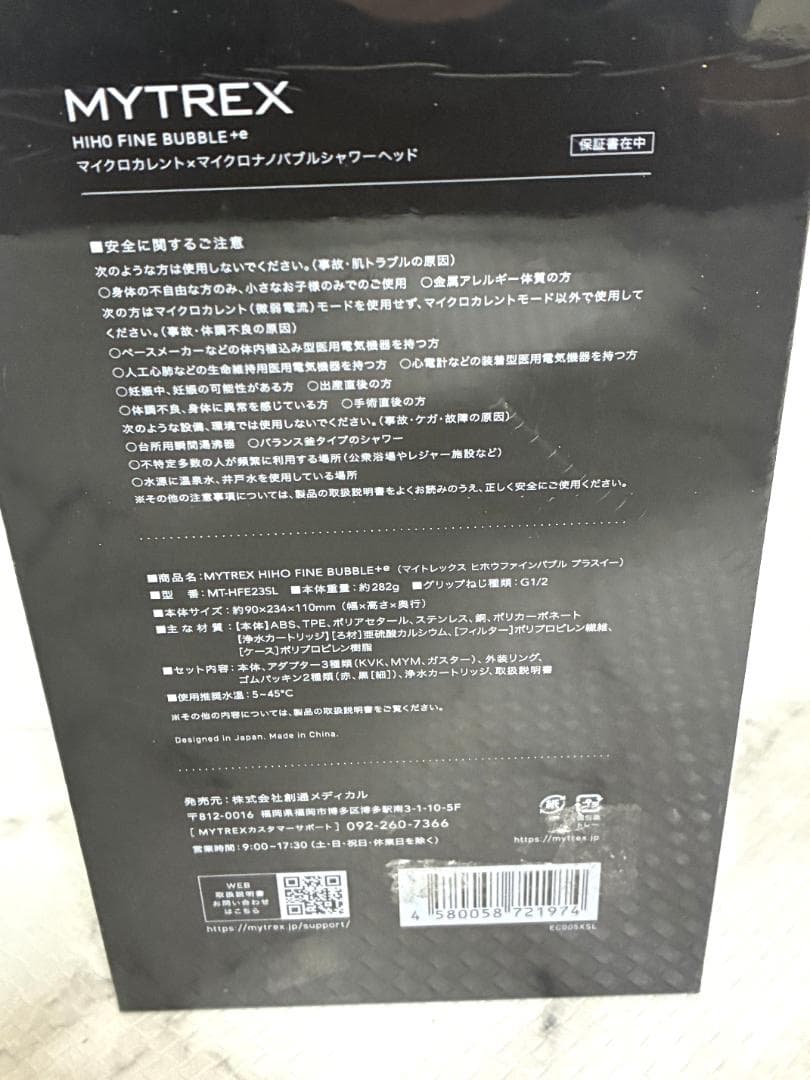 MYTREX
HIHO FINE BUBBLE+e
マイクロカレント×マイクロナノバブルシャワーヘッド
保証書在中
■安全に関するご注意
次のような方は使用しないでください。(事故・肌トラブルの原因)
○身体の不自由な方のみ、小さなお子様のみでのご使用 ○金属アレルギー体質の方
次の方はマイクロカレント(微弱電流)モードを使用せず、マイクロカレントモード以外で使用して
ください。(事故・体調不良の原因)
○ペースメーカーなどの体内植込み型医用電気機器を持つ方
○人工心肺などの生命維持用医用電気機器を持つ方 ○心電計などの装着型医用電気機器を持つ方
○妊娠中、妊娠の可能性がある方 ○出産直後の方
○体調不良、身体に異常を感じている方 ○手術直後の方
次のような設備、環境では使用しないでください。(事故・ケガ・故障の原因)
○台所用瞬間湯沸器 ○バランス釜タイプのシャワー
○不特定多数の人が頻繁に利用する場所(公衆浴場やレジャー施設など)
○水源に温泉水、井戸水を使用している場所
※その他の注意事項については、製品の取扱説明書をよくお読みのうえ、正しく安全にご使用ください。
■商品名:MYTREX HIHO FINE BUBBLE+e (マイトレックス ヒホウファインバブル プラスイー)
■型 番:MT-HFE23SL ■本体重量:約282g ■グリップねじ種類:G1/2
■本体サイズ:約90×234×110mm(幅×高さ×奥行)
■主な材質:【本体】ABS、TPE、ポリアセタール、ステンレス、銅、ポリカーボネート
【浄水カートリッジ】[ろ材]亜硫酸カルシウム、[フィルター]ポリプロピレン繊維、
[ケース]ポリプロピレン樹脂
■セット内容:本体、アダプター3種類(KVK、MYM、ガスター)、外装リング、
ゴムパッキン2種類(赤、黒[細])、浄水カートリッジ、取扱説明書
■使用推奨水温:5~45℃
※その他の内容については、製品の取扱説明書をご覧ください。
Designed in Japan. Made in China.
発売元:株式会社創通メディカル
〒812-0016 福岡県福岡市博多区博多駅南3-1-10-5F
[MYTREXカスタマーサポート] 092-260-7366
営業時間:9:00~17:30(土・日・祝日・休業日を除く)
紙
個包装
トレー
https://mytrex.jp
WEB
取扱説明書
お問い合わせ
はこちら
https://mytrex.jp/support/
4 580058 721974
EC005XSL